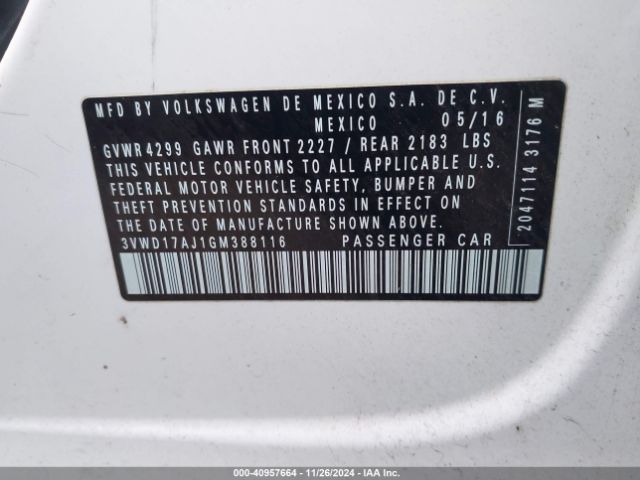 MFD BY VOLKSWAGEN DE MEXICO S.A. DE C.V.
MEXICO 05/16
GVWR 4299 GAWR FRONT 2227 / REAR 2183 LBS
THIS VEHICLE CONFORMS TO ALL APPLICABLE U.S.
FEDERAL MOTOR VEHICLE SAFETY, BUMPER AND
THEFT PREVENTION STANDARDS IN EFFECT ON
THE DATE OF MANUFACTURE SHOWN ABOVE.
3VWD17AJ1GM388116 PASSENGER CAR
2047114 3176 M
000-40957664 - 11/26/2024 - IAA Inc.